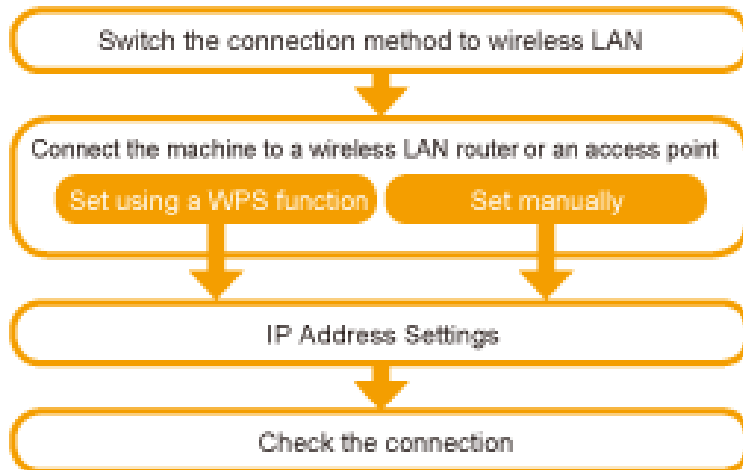 Switch the connection method to wireless LAN
Connect the machine to a wireless LAN router or an access point
Set using a WPS function
Set manually
IP Address Settings
Check the connection